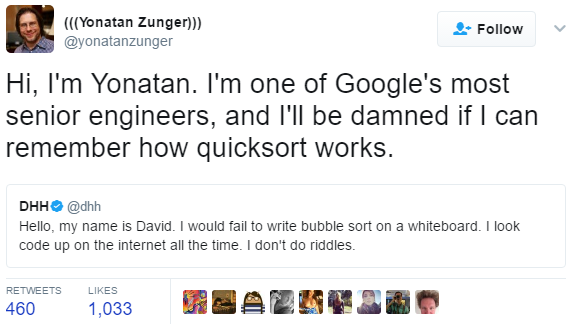 (((Yonatan Zunger)))
@yonatanzunger
Follow
Hi, I'm Yonatan. I'm one of Google's most
senior engineers, and I'll be damned if I can
remember how quicksort works.
DHH @dhh
Hello, my name is David. I would fail to write bubble sort on a whiteboard. I look
code up on the internet all the time. I don't do riddles.
RETWEETS LIKES
460 1,033